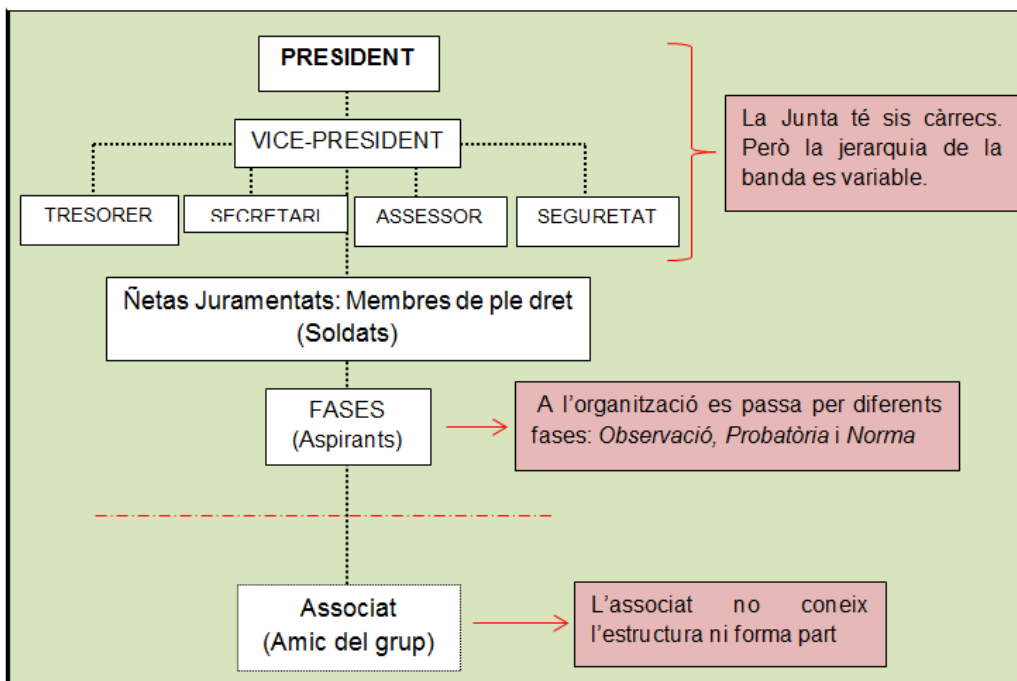 PRESIDENT
La Junta té sis càrrecs.
Però la jerarquia de la
banda es variable.
VICE-PRESIDENT
TRESORER
SECRETARI
ASSESSOR
SEGURETAT
Ñetas Juramentats: Membres de ple dret
(Soldats)
FASES
(Aspirants)
A l’organització es passa per diferents
fases: Observació, Probatòria i Norma
Associat
(Amic del grup)
L’associat no coneix
l’estructura ni forma part